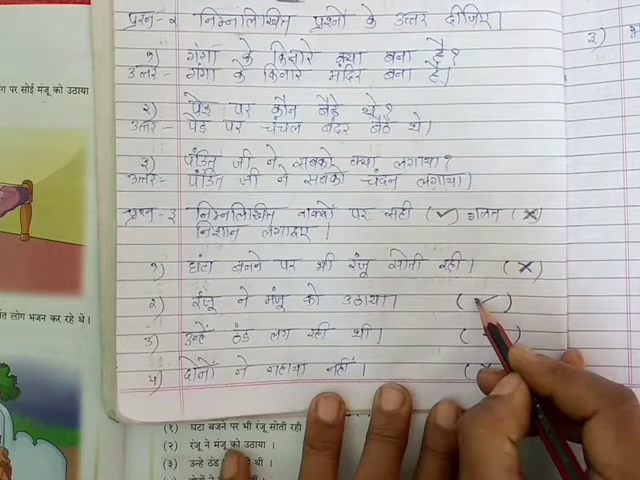 प्रश्न-२ निम्नलिखित प्रश्नों के उत्तर दीजिए।
१) गंगा के किनारे क्या बना है?
उत्तर- गंगा के किनारे मंदिर बना है।
२) पेड़ पर कौन बैठे थे?
उत्तर- पेड़ पर चंचल बंदर बैठे थे।
३) पंडित जी ने सबको क्या लगाया?
उत्तर- पंडित जी ने सबको चंदन लगाया।
प्रश्न-३ निम्नलिखित वाक्यों पर सही (✓) गलत (×)
निशान लगाइए।
१) घंटा बजने पर भी रंजू सोती रही। (×)
२) रंजू ने मंजू को उठाया। (✓)
३) उन्हें ठंड लग रही थी।
४) दोनों ने नहाया नहीं।
३)
पर सोई मंजू को उठाया
लोग भजन कर रहे थे।
(१) घंटा बजने पर भी रंजू सोती रही
(२) रंजू ने मंजू को उठाया ।
(३) उन्हे ठंड थी ।